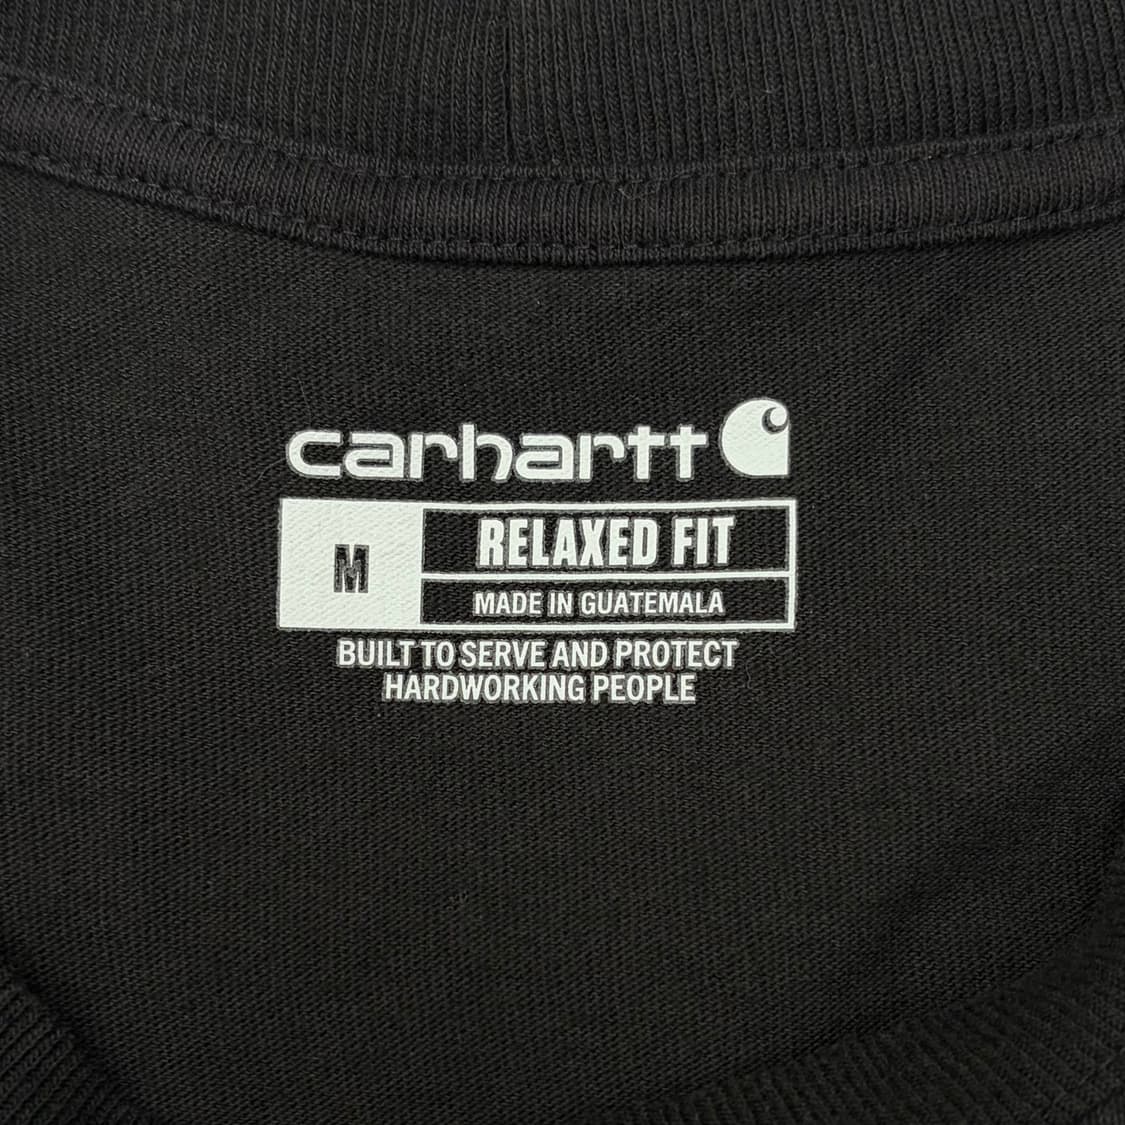 carhartt
M
RELAXED FIT
MADE IN GUATEMALA
BUILT TO SERVE AND PROTECT
HARDWORKING PEOPLE